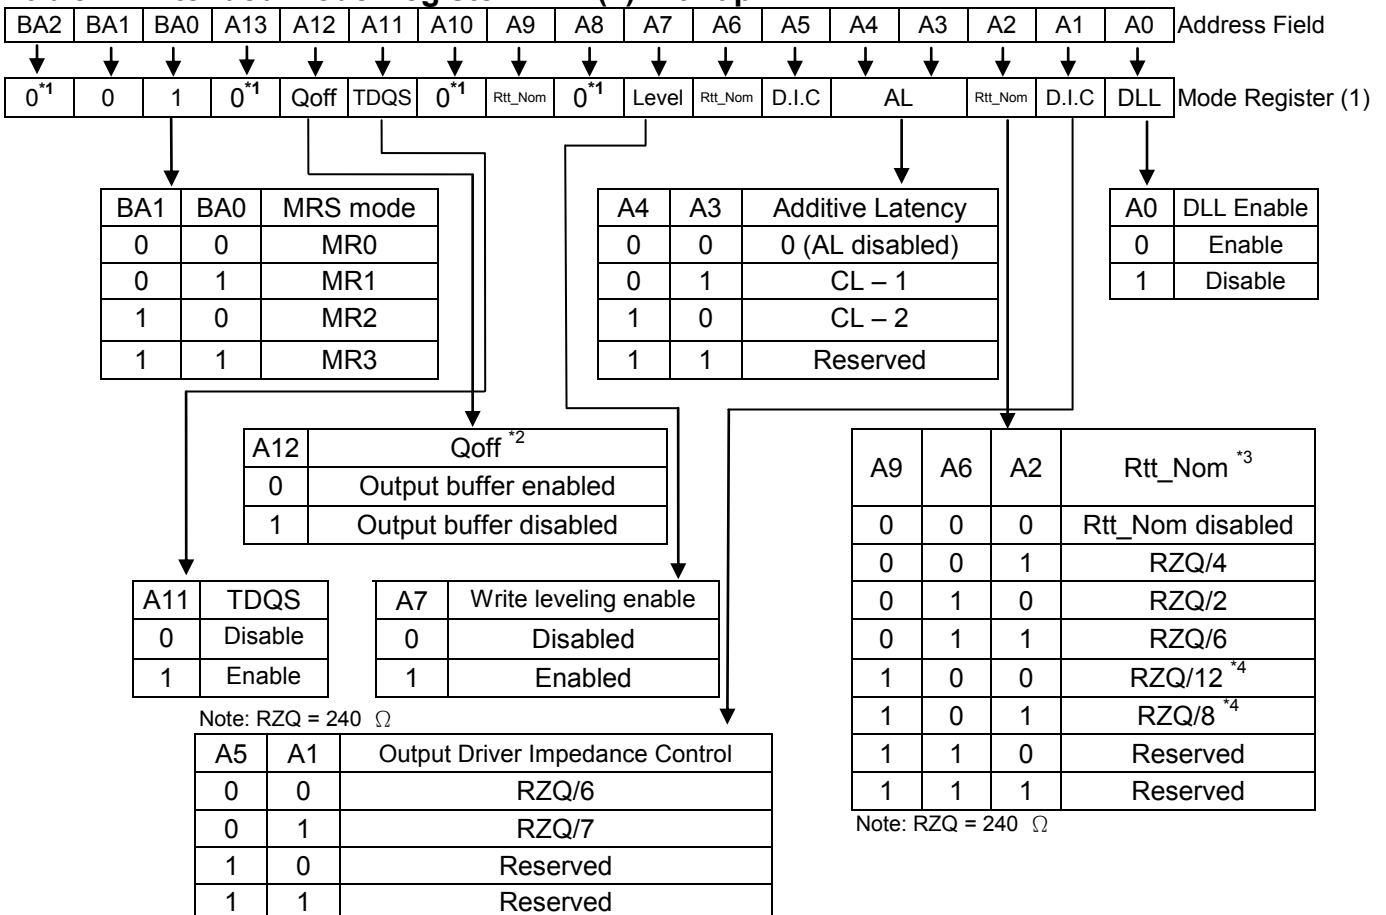 BA2 BA1 BA0 A13 A12 A11 A10 A9 A8 A7 A6 A5 A4 A3 A2 A1 A0 Address Field
0*1 0 1 0*1 Qoff TDQS 0*1 Rtt_Nom 0*1 Level Rtt_Nom D.I.C AL Rtt_Nom D.I.C DLL Mode Register (1)
BA1 BA0 MRS mode
0 0 MR0
0 1 MR1
1 0 MR2
1 1 MR3
A4 A3 Additive Latency
0 0 0 (AL disabled)
0 1 CL – 1
1 0 CL – 2
1 1 Reserved
A0 DLL Enable
0 Enable
1 Disable
A12 Qoff *2
0 Output buffer enabled
1 Output buffer disabled
A9 A6 A2 Rtt_Nom *3
0 0 0 Rtt_Nom disabled
0 0 1 RZQ/4
0 1 0 RZQ/2
0 1 1 RZQ/6
1 0 0 RZQ/12 *4
1 0 1 RZQ/8 *4
1 1 0 Reserved
1 1 1 Reserved
Note: RZQ = 240 Ω
A11 TDQS
0 Disable
1 Enable
A7 Write leveling enable
0 Disabled
1 Enabled
Note: RZQ = 240 Ω
A5 A1 Output Driver Impedance Control
0 0 RZQ/6
0 1 RZQ/7
1 0 Reserved
1 1 Reserved